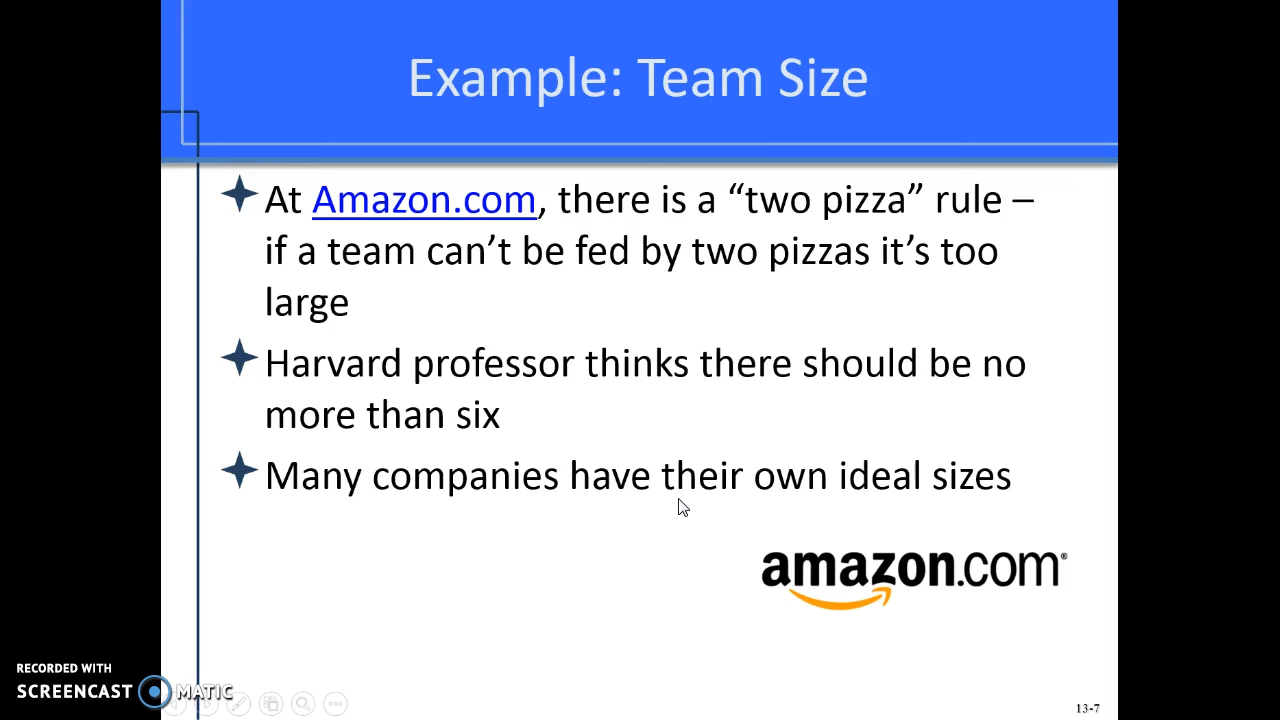 Example: Team Size
At Amazon.com, there is a “two pizza” rule –
if a team can’t be fed by two pizzas it’s too
large
Harvard professor thinks there should be no
more than six
Many companies have their own ideal sizes
amazon.com®
RECORDED WITH
SCREENCAST MATIC
13-7